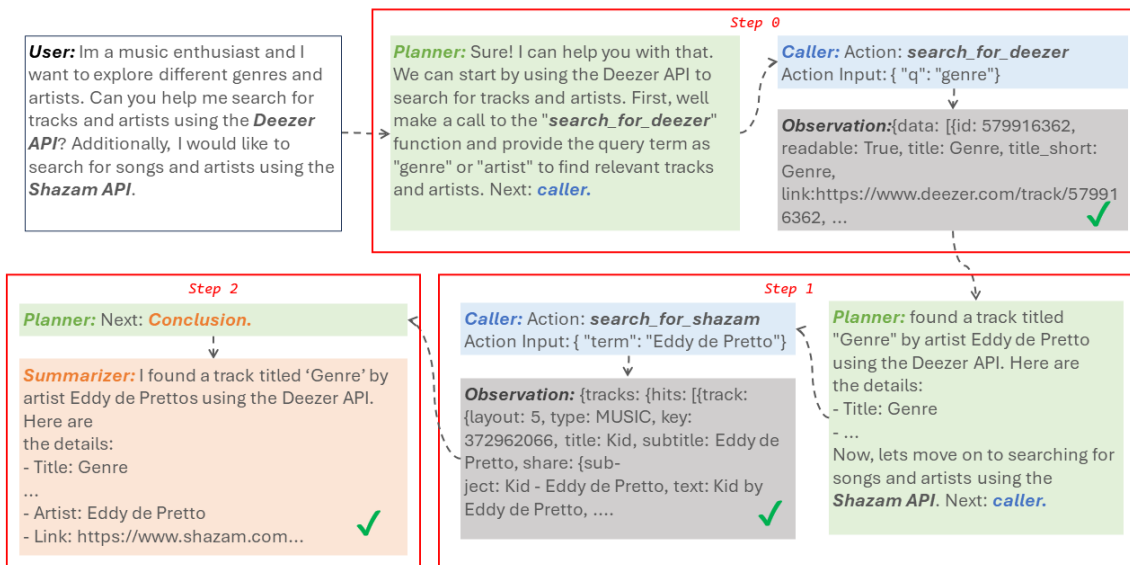 Step 0
User: Im a music enthusiast and I
want to explore different genres and
artists. Can you help me search for
tracks and artists using the Deezer
API? Additionally, I would like to
search for songs and artists using the
Shazam API.
Planner: Sure! I can help you with that.
We can start by using the Deezer API to
search for tracks and artists. First, well
make a call to the "search_for_deezer"
function and provide the query term as
"genre" or "artist" to find relevant tracks
and artists. Next: caller.
Caller: Action: search_for_deezer
Action Input: { "q": "genre"}
Observation:{data: [{id: 579916362,
readable: True, title: Genre, title_short:
Genre,
link:https://www.deezer.com/track/57991
6362, ...
Step 1
Planner: found a track titled
"Genre" by artist Eddy de Pretto
using the Deezer API. Here are
the details:
- Title: Genre
- ...
Now, lets move on to searching for
songs and artists using the
Shazam API. Next: caller.
Caller: Action: search_for_shazam
Action Input: { "term": "Eddy de Pretto"}
Observation: {tracks: {hits: [{track:
{layout: 5, type: MUSIC, key:
372962066, title: Kid, subtitle: Eddy de
Pretto, share: {sub-
ject: Kid - Eddy de Pretto, text: Kid by
Eddy de Pretto, ....
Step 2
Planner: Next: Conclusion.
Summarizer: I found a track titled ‘Genre’ by
artist Eddy de Prettos using the Deezer API.
Here are
the details:
- Title: Genre
...
- Artist: Eddy de Pretto
- Link: https://www.shazam.com...